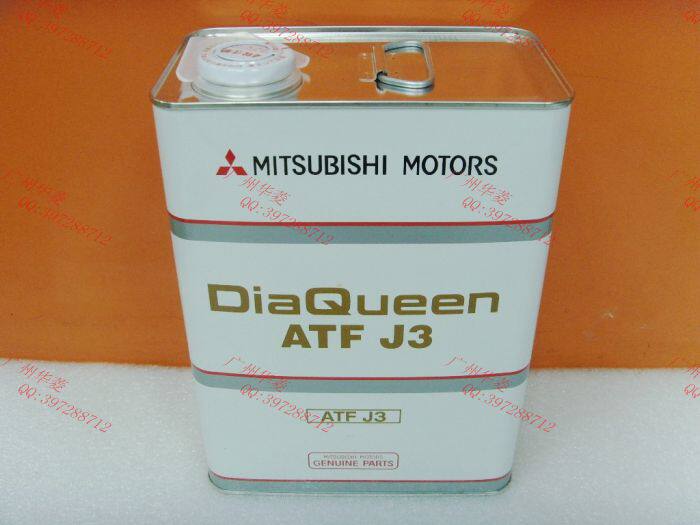 MITSUBISHI MOTORS
DiaQueen
ATF J3
ATF J3
MITSUBISHI MOTORS
GENUINE PARTS
广州华菱
QQ:397288712